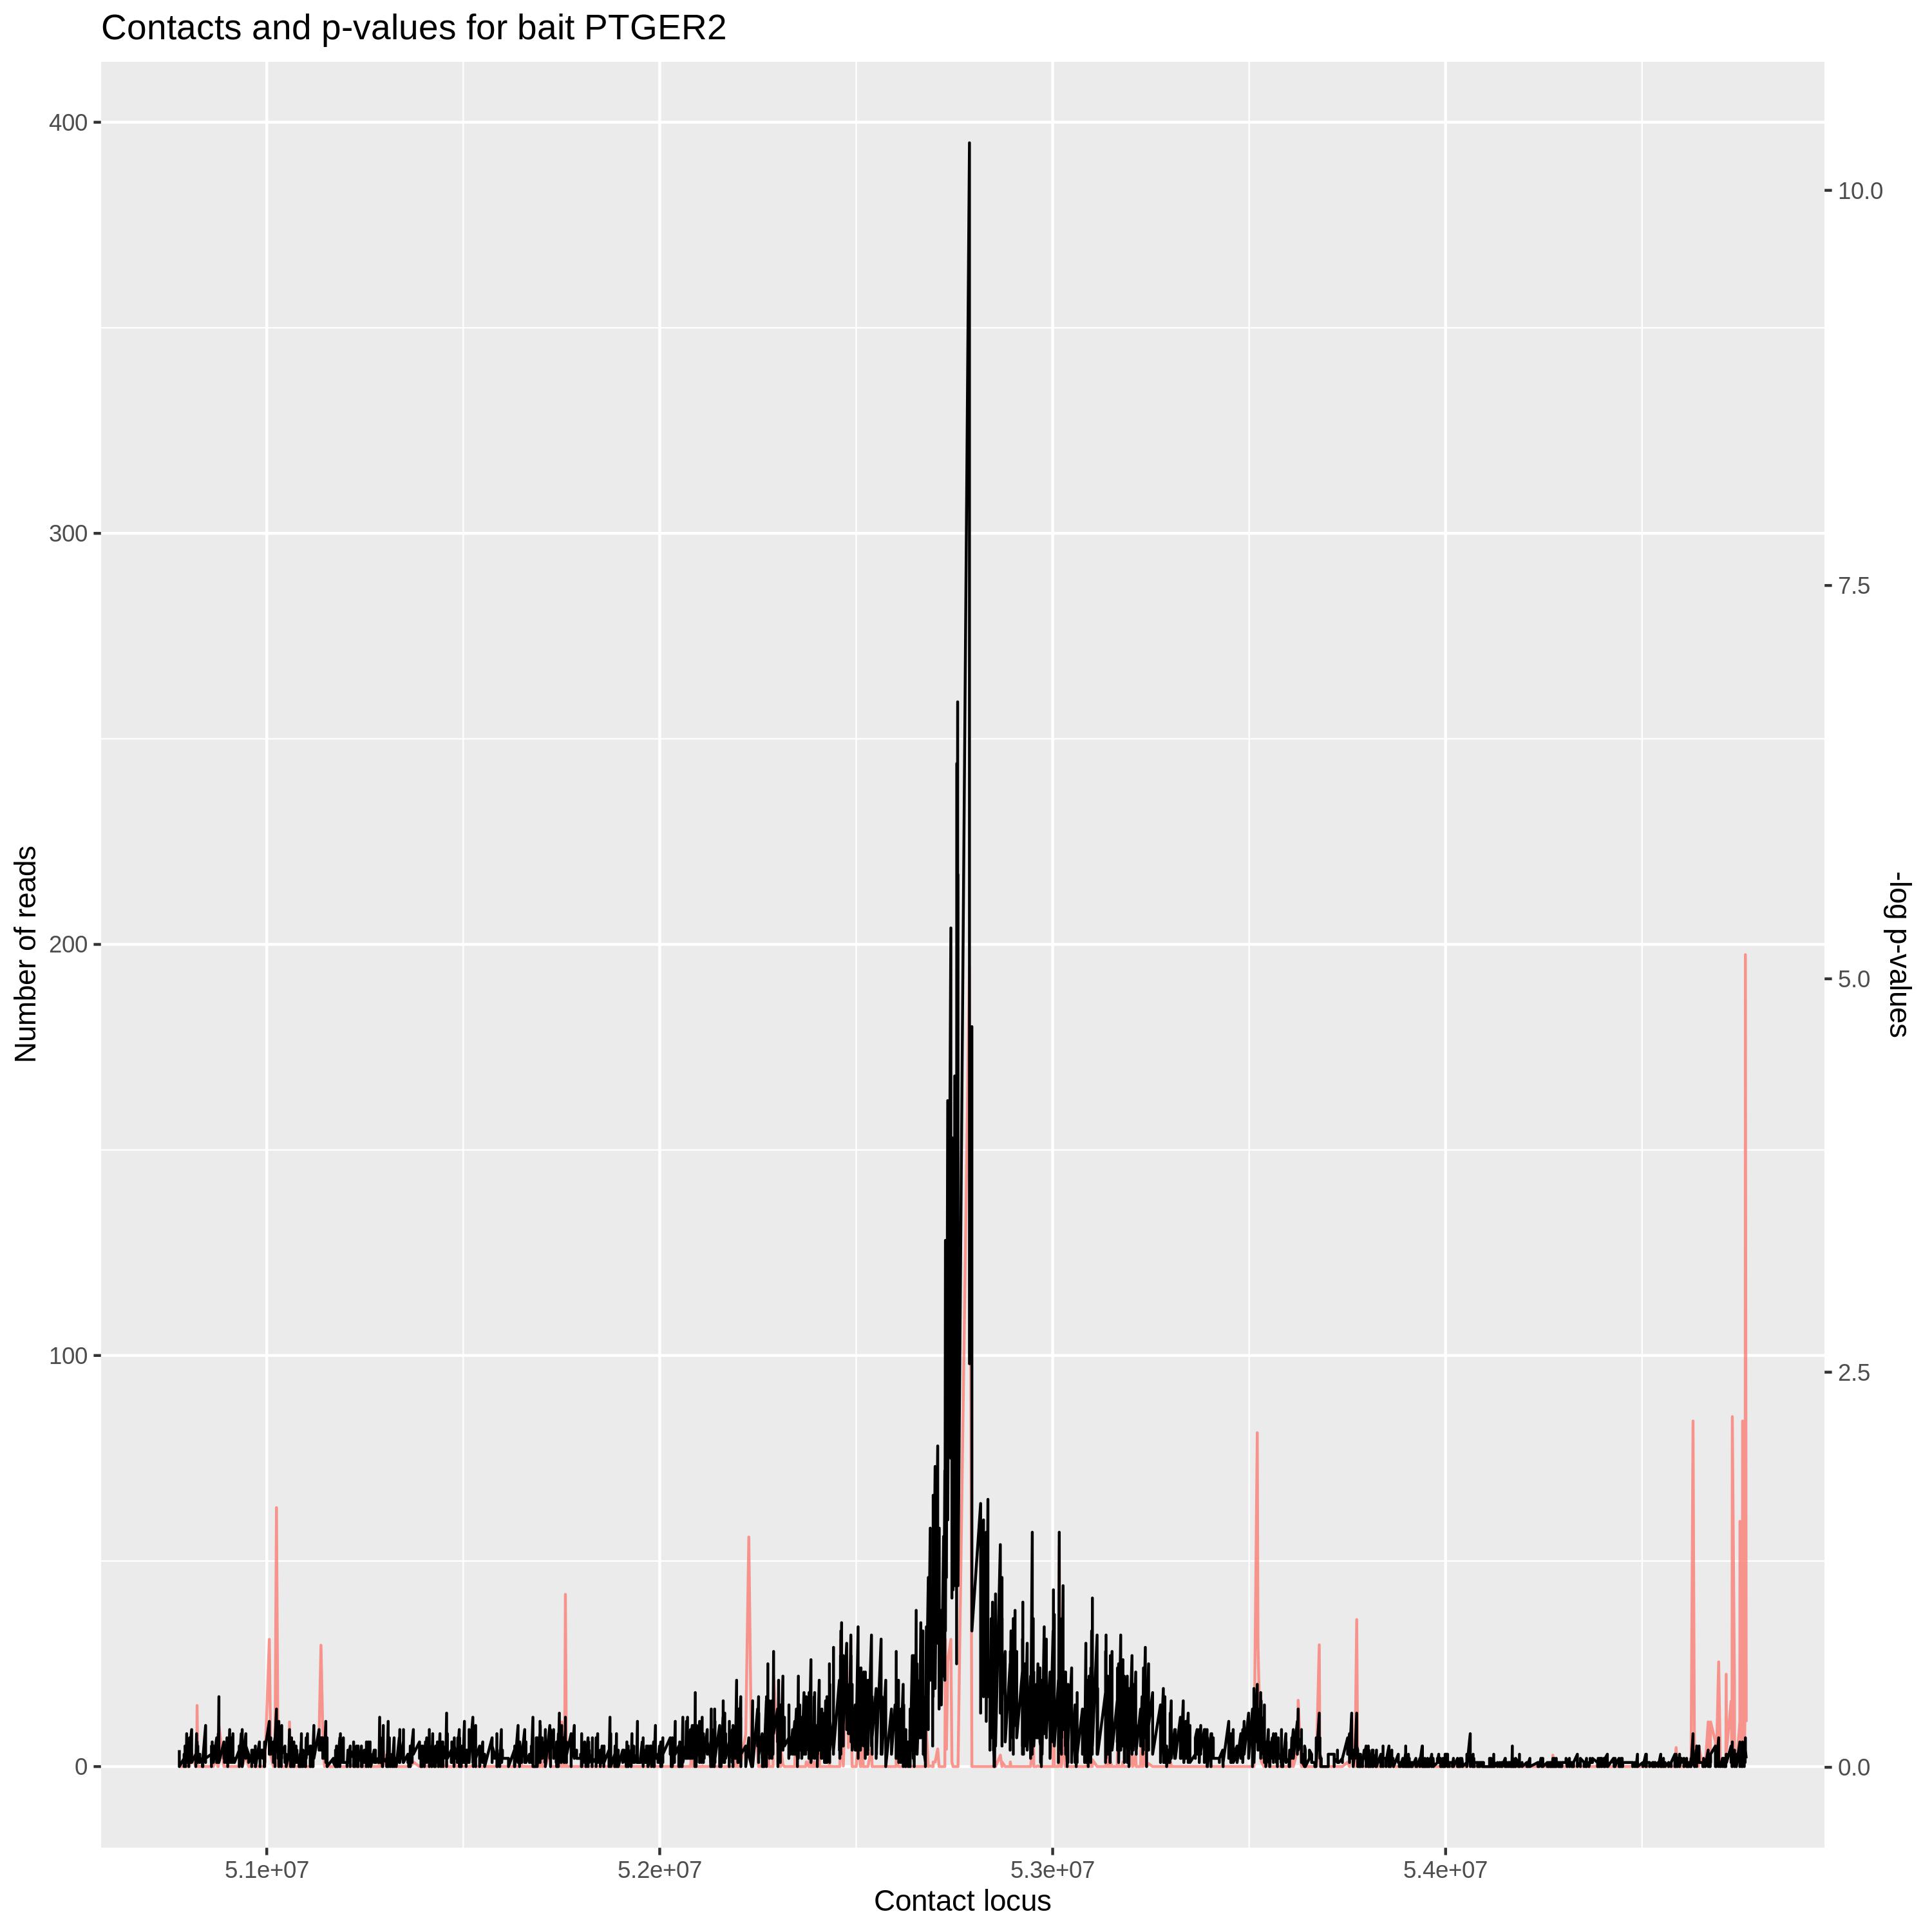 Contacts and p-values for bait PTGER2
400
300
200
100
0
Number of reads
10.0
7.5
5.0
2.5
0.0
-log p-values
5.1e+07
5.2e+07
5.3e+07
5.4e+07
Contact locus